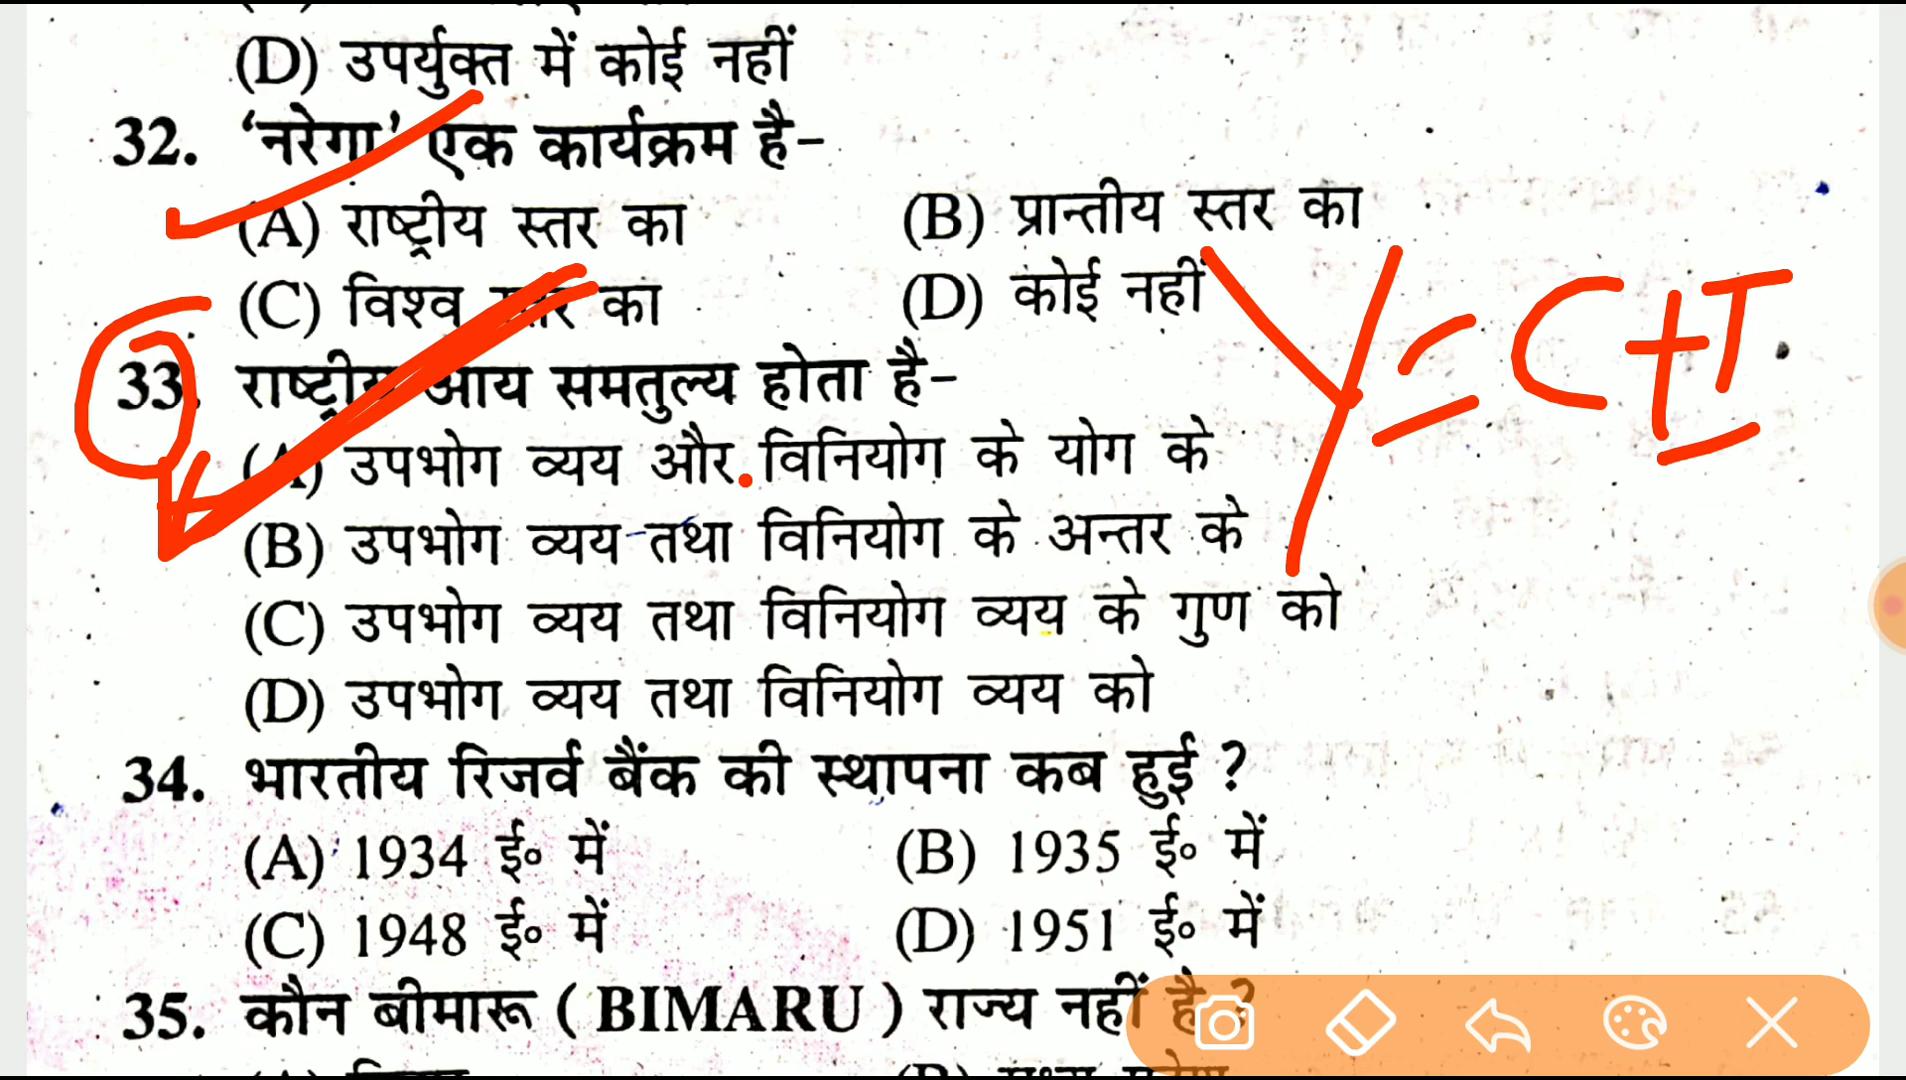 (D) उपर्युक्त में कोई नहीं
32. ‘नरेगा’ एक कार्यक्रम है-
(A) राष्ट्रीय स्तर का (B) प्रान्तीय स्तर का
(C) विश्व स्तर का (D) कोई नहीं
Y = C + I
33. राष्ट्रीय आय समतुल्य होता है-
(A) उपभोग व्यय और विनियोग के योग के
(B) उपभोग व्यय तथा विनियोग के अन्तर के
(C) उपभोग व्यय तथा विनियोग व्यय के गुण को
(D) उपभोग व्यय तथा विनियोग व्यय को
34. भारतीय रिजर्व बैंक की स्थापना कब हुई ?
(A) 1934 ई० में (B) 1935 ई० में
(C) 1948 ई० में (D) 1951 ई० में
35. कौन बीमारू ( BIMARU ) राज्य नहीं है ?